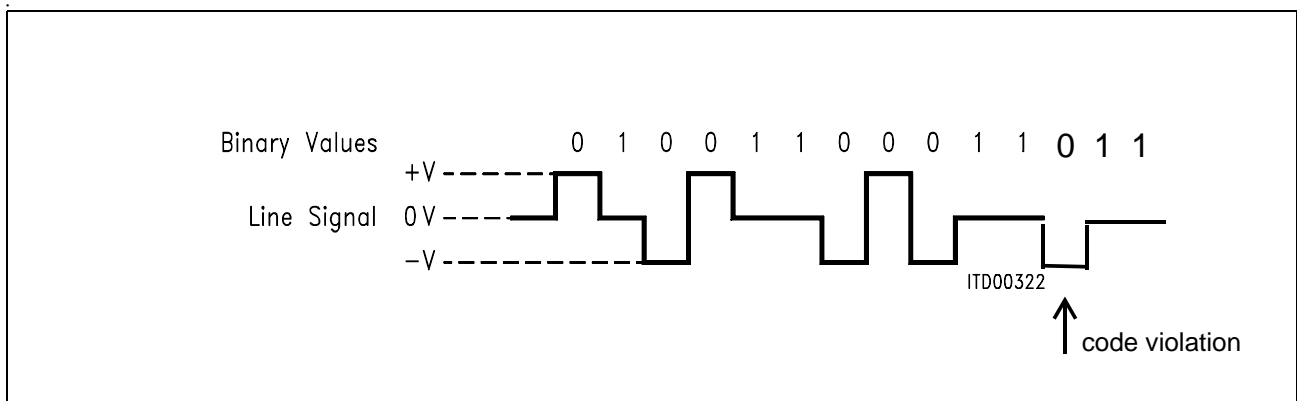 Binary Values 0 1 0 0 1 1 0 0 0 1 1 0 1 1
+V
Line Signal 0V
-V
ITD00322
code violation